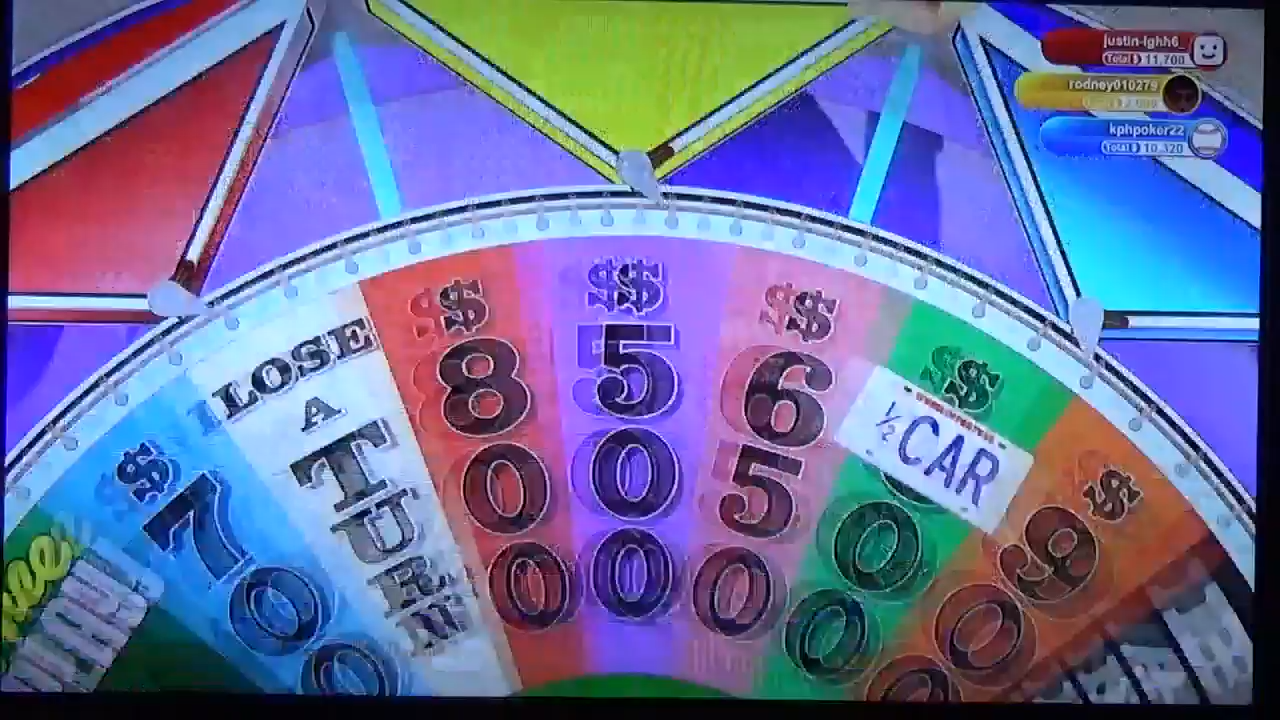 justin-lghh6_
Total $ 11,700
rodney010279
kphpoker22
Total $ 10,320
LOSE
A
TURN
$
700
$
800
$
500
$
650
$
½ CAR
00
$
900